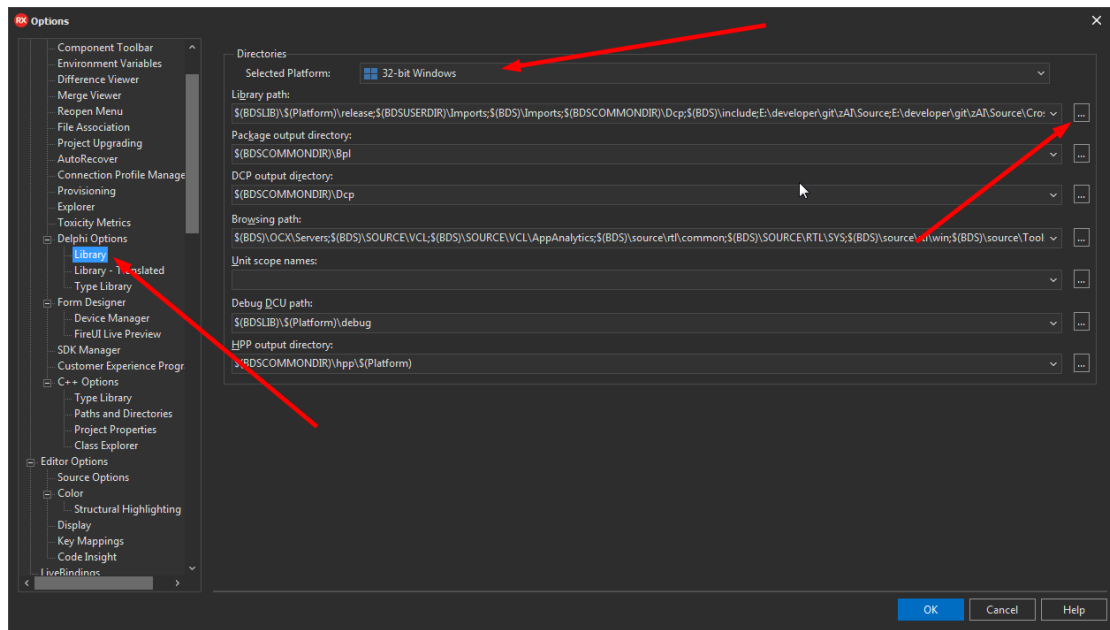 RX Options
Component Toolbar
Environment Variables
Difference Viewer
Merge Viewer
Reopen Menu
File Association
Project Upgrading
AutoRecover
Connection Profile Manage
Provisioning
Explorer
Toxicity Metrics
Delphi Options
Library
Library - Translated
Type Library
Form Designer
Device Manager
FireUI Live Preview
SDK Manager
Customer Experience Progr
C++ Options
Type Library
Paths and Directories
Project Properties
Class Explorer
Editor Options
Source Options
Color
Structural Highlighting
Display
Key Mappings
Code Insight
LiveBindings
Directories
Selected Platform: 32-bit Windows
Library path:
$(BDSLIB)\$(Platform)\release;$(BDSUSERDIR)\Imports;$(BDS)\Imports;$(BDSCOMMONDIR)\Dcp;$(BDS)\include;E:\developer\git\zAI\Source;E:\developer\git\zAI\Source\Cro: ...
Package output directory:
$(BDSCOMMONDIR)\Bpl ...
DCP output directory:
$(BDSCOMMONDIR)\Dcp ...
Browsing path:
$(BDS)\OCX\Servers;$(BDS)\SOURCE\VCL;$(BDS)\SOURCE\VCL\AppAnalytics;$(BDS)\source\rtl\common;$(BDS)\SOURCE\RTL\SYS;$(BDS)\source\rtl\win;$(BDS)\source\Tool ...
Unit scope names:
...
Debug DCU path:
$(BDSLIB)\$(Platform)\debug ...
HPP output directory:
$(BDSCOMMONDIR)\hpp\$(Platform) ...
OK Cancel Help